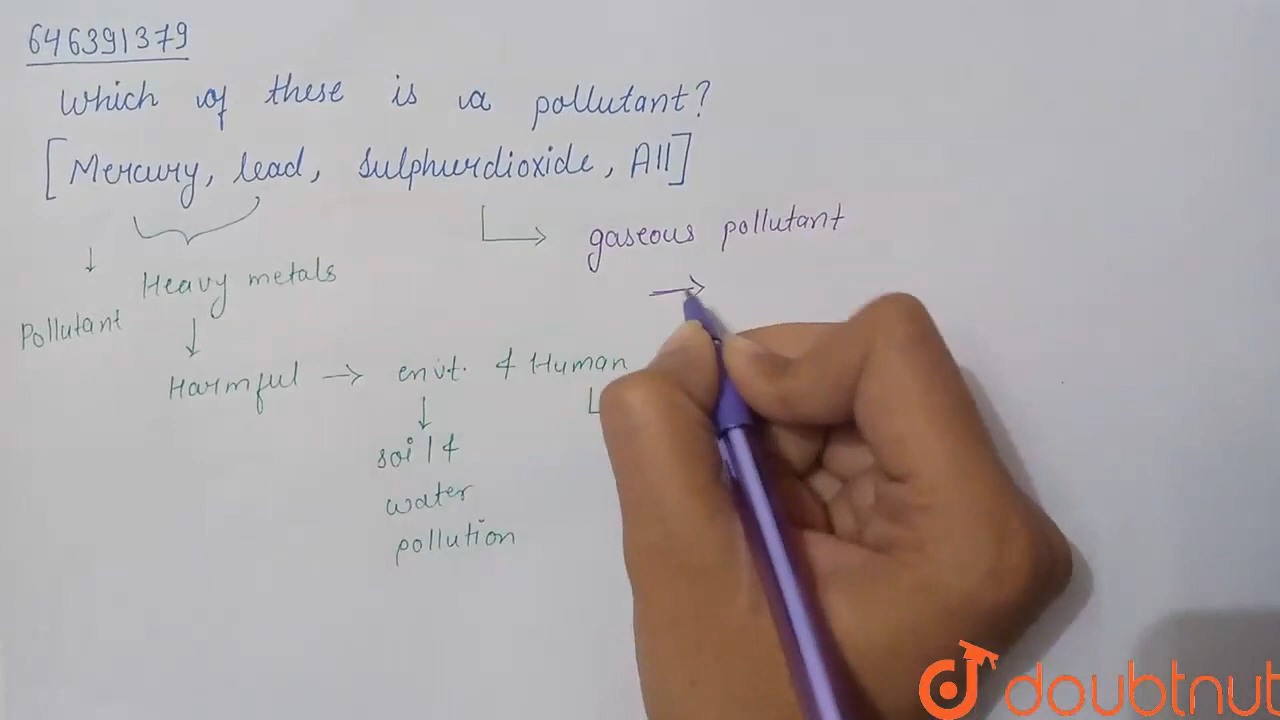 646391379
Which of these is a pollutant?
[Mercury, lead, Sulphurdioxide, All]
gaseous pollutant
Heavy metals
Pollutant
Harmful → envt. & Human
soil &
water
pollution
doubtnut